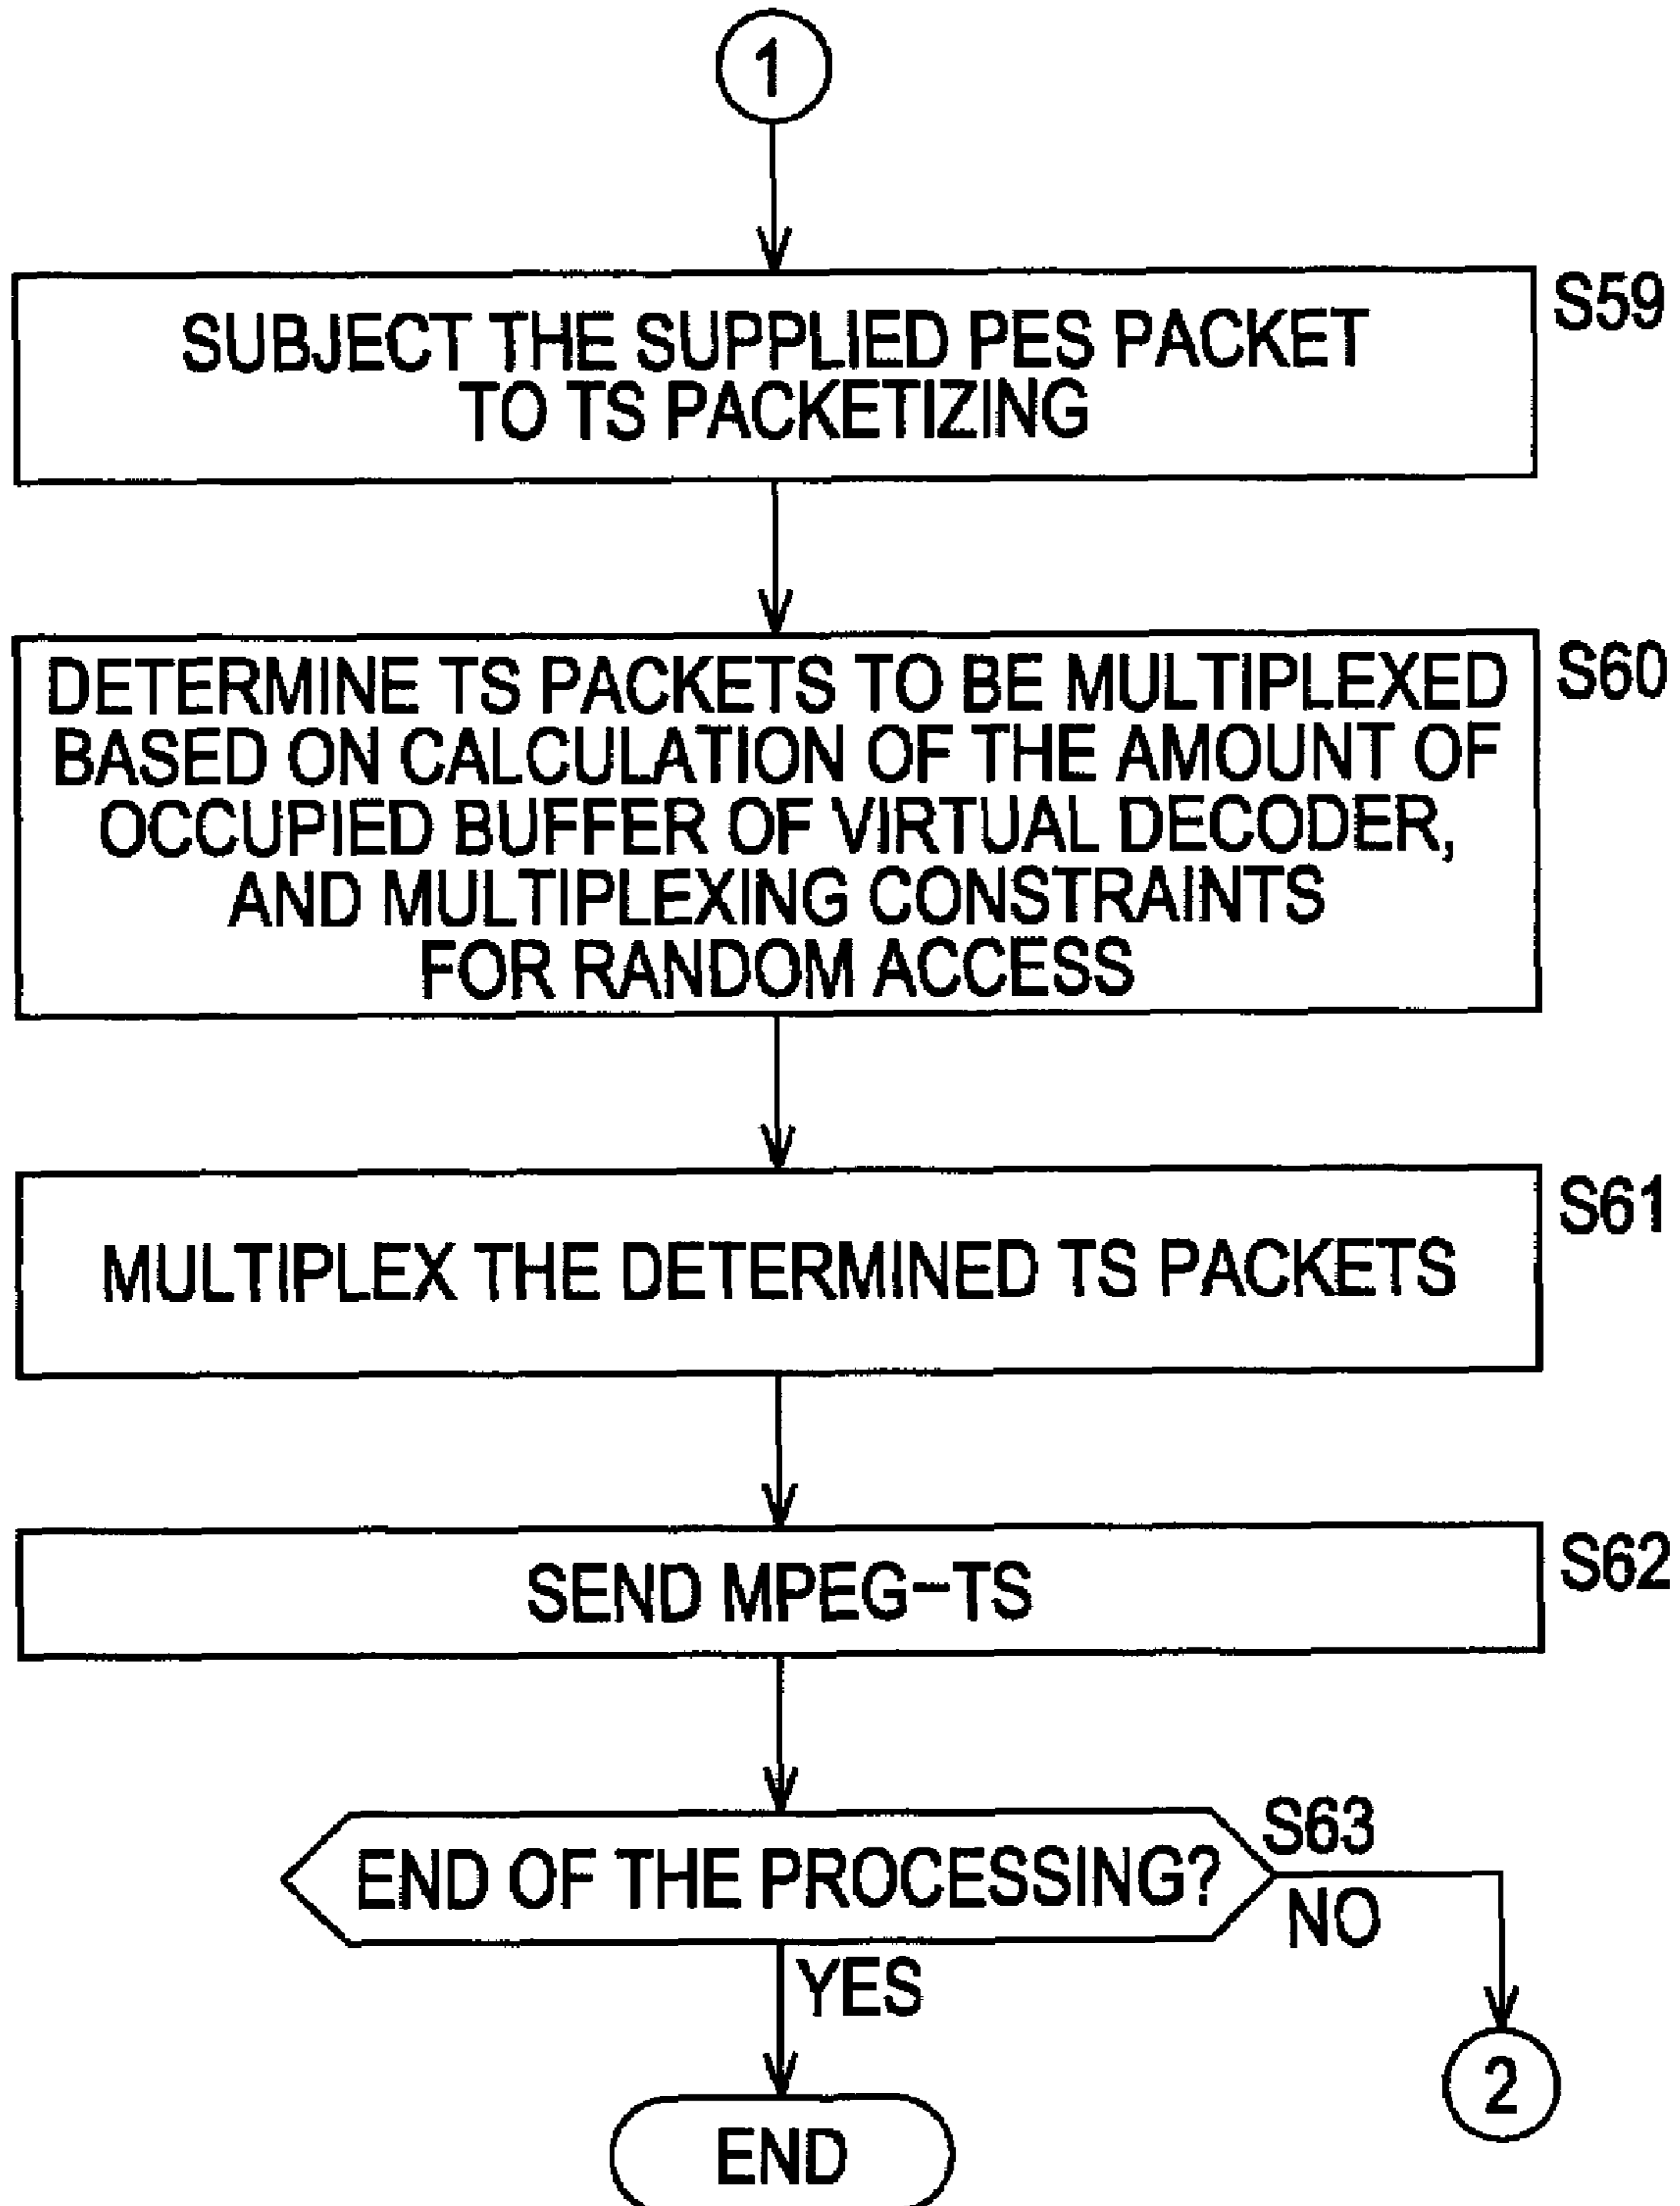 1
S59
SUBJECT THE SUPPLIED PES PACKET
TO TS PACKETIZING
S60
DETERMINE TS PACKETS TO BE MULTIPLEXED
BASED ON CALCULATION OF THE AMOUNT OF
OCCUPIED BUFFER OF VIRTUAL DECODER,
AND MULTIPLEXING CONSTRAINTS
FOR RANDOM ACCESS
S61
MULTIPLEX THE DETERMINED TS PACKETS
S62
SEND MPEG-TS
S63
END OF THE PROCESSING?
NO
YES
2
END